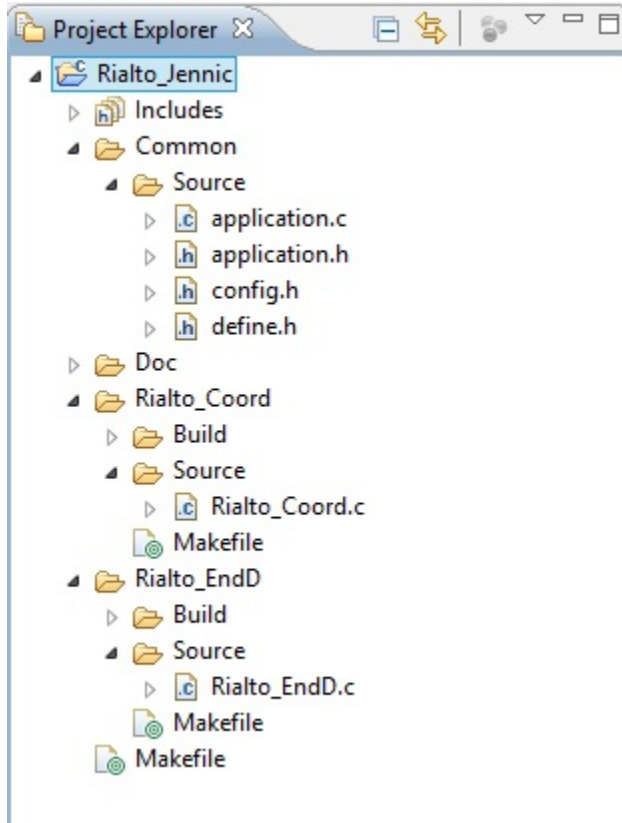 Project Explorer
Rialto_Jennic
Includes
Common
Source
application.c
application.h
config.h
define.h
Doc
Rialto_Coord
Build
Source
Rialto_Coord.c
Makefile
Rialto_EndD
Build
Source
Rialto_EndD.c
Makefile
Makefile